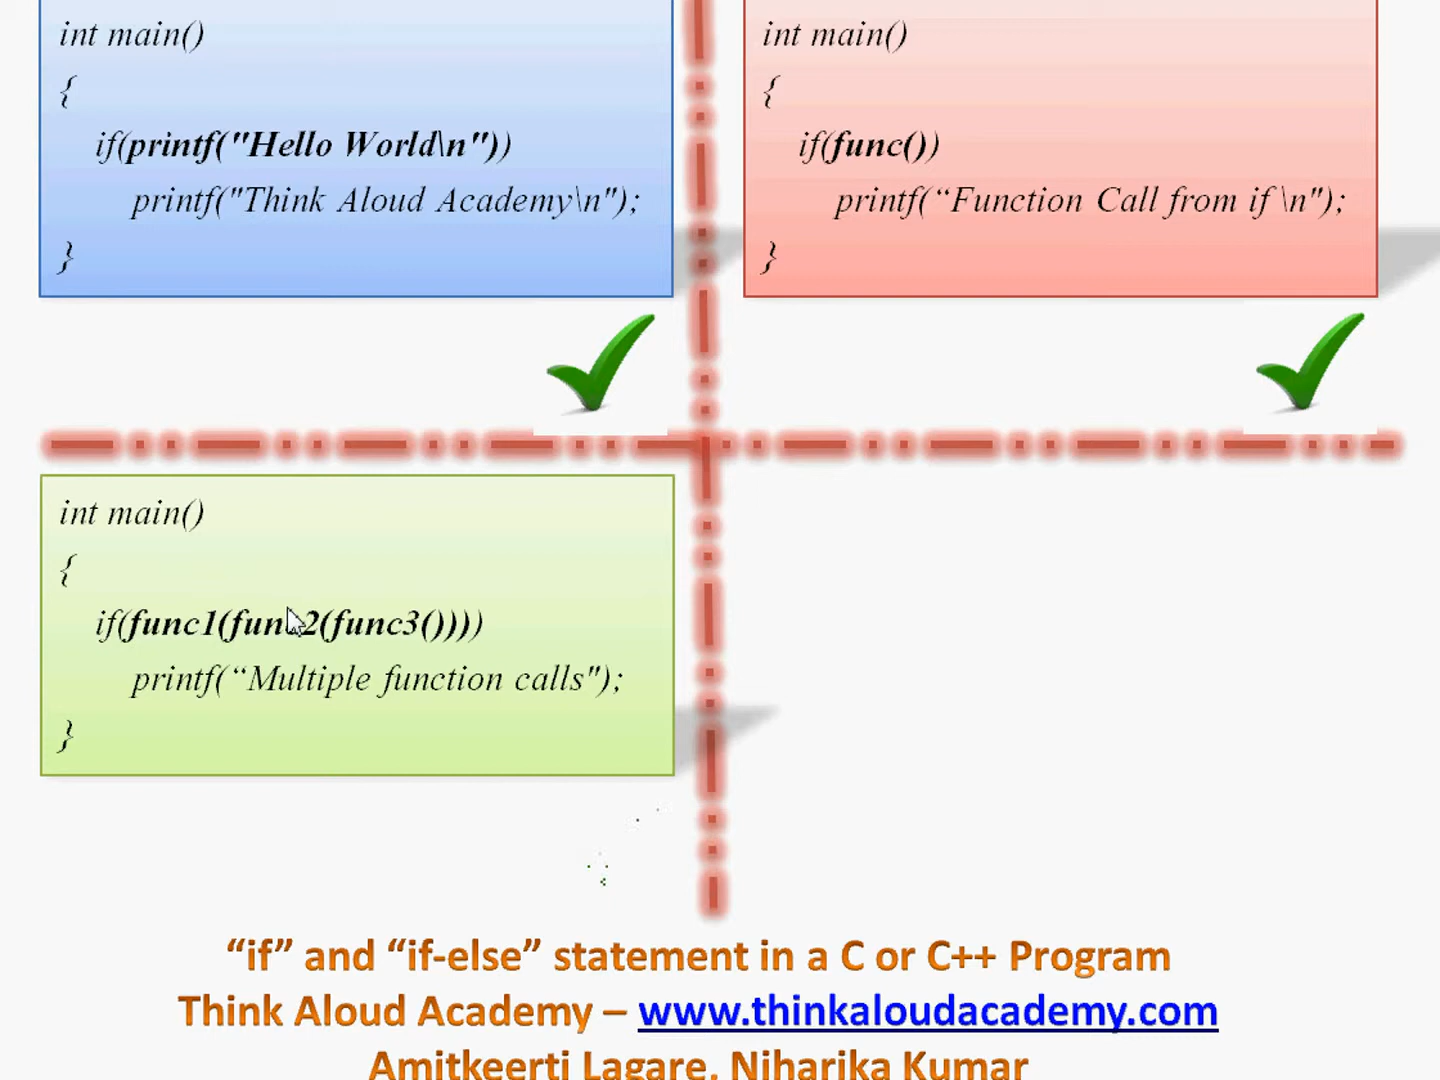 int main()
{
if(printf("Hello World\n"))
printf("Think Aloud Academy\n");
}
int main()
{
if(func())
printf(“Function Call from if \n");
}
int main()
{
if(func1(func2(func3())))
printf(“Multiple function calls");
}
“if” and “if-else” statement in a C or C++ Program
Think Aloud Academy – www.thinkaloudacademy.com
Amitkeerti Lagare, Niharika Kumar